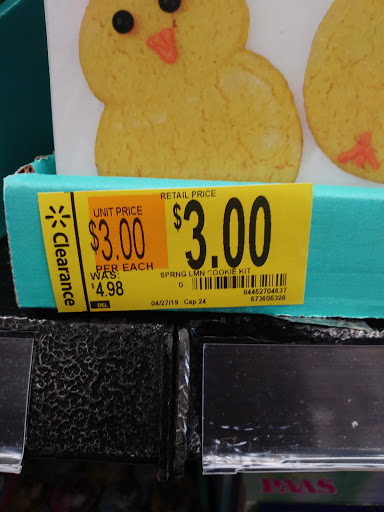 Clearance
UNIT PRICE
$3.00
PER EACH
WAS:
$4.98
DEL
RETAIL PRICE
$3.00
SPRNG LMN COOKIE KIT
0
84452704637
04/27/19 Cap 24
673606328
PAAS